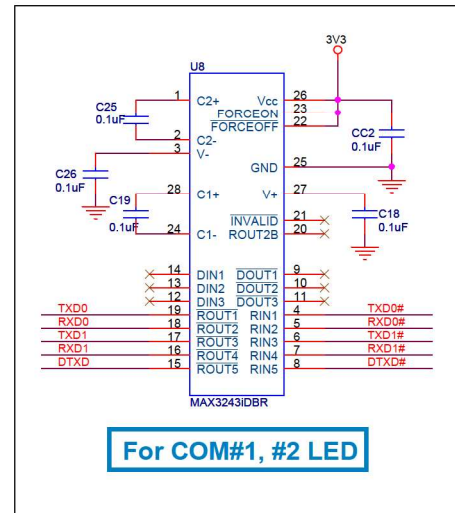 3V3
U8
1 C2+ Vcc 26
C25 FORCEON 23
0.1uF FORCEOFF 22
CC2
0.1uF
2 C2-
3 V-
GND 25
C26
0.1uF
28 C1+ V+ 27
C19
0.1uF
C18
0.1uF
INVALID 21
24 C1- ROUT2B 20
14 DIN1 DOUT1 9
13 DIN2 DOUT2 10
12 DIN3 DOUT3 11
TXD0 19 ROUT1 RIN1 4 TXD0#
RXD0 18 ROUT2 RIN2 5 RXD0#
TXD1 17 ROUT3 RIN3 6 TXD1#
RXD1 16 ROUT4 RIN4 7 RXD1#
DTXD 15 ROUT5 RIN5 8 DTXD#
MAX3243iDBR
For COM#1, #2 LED